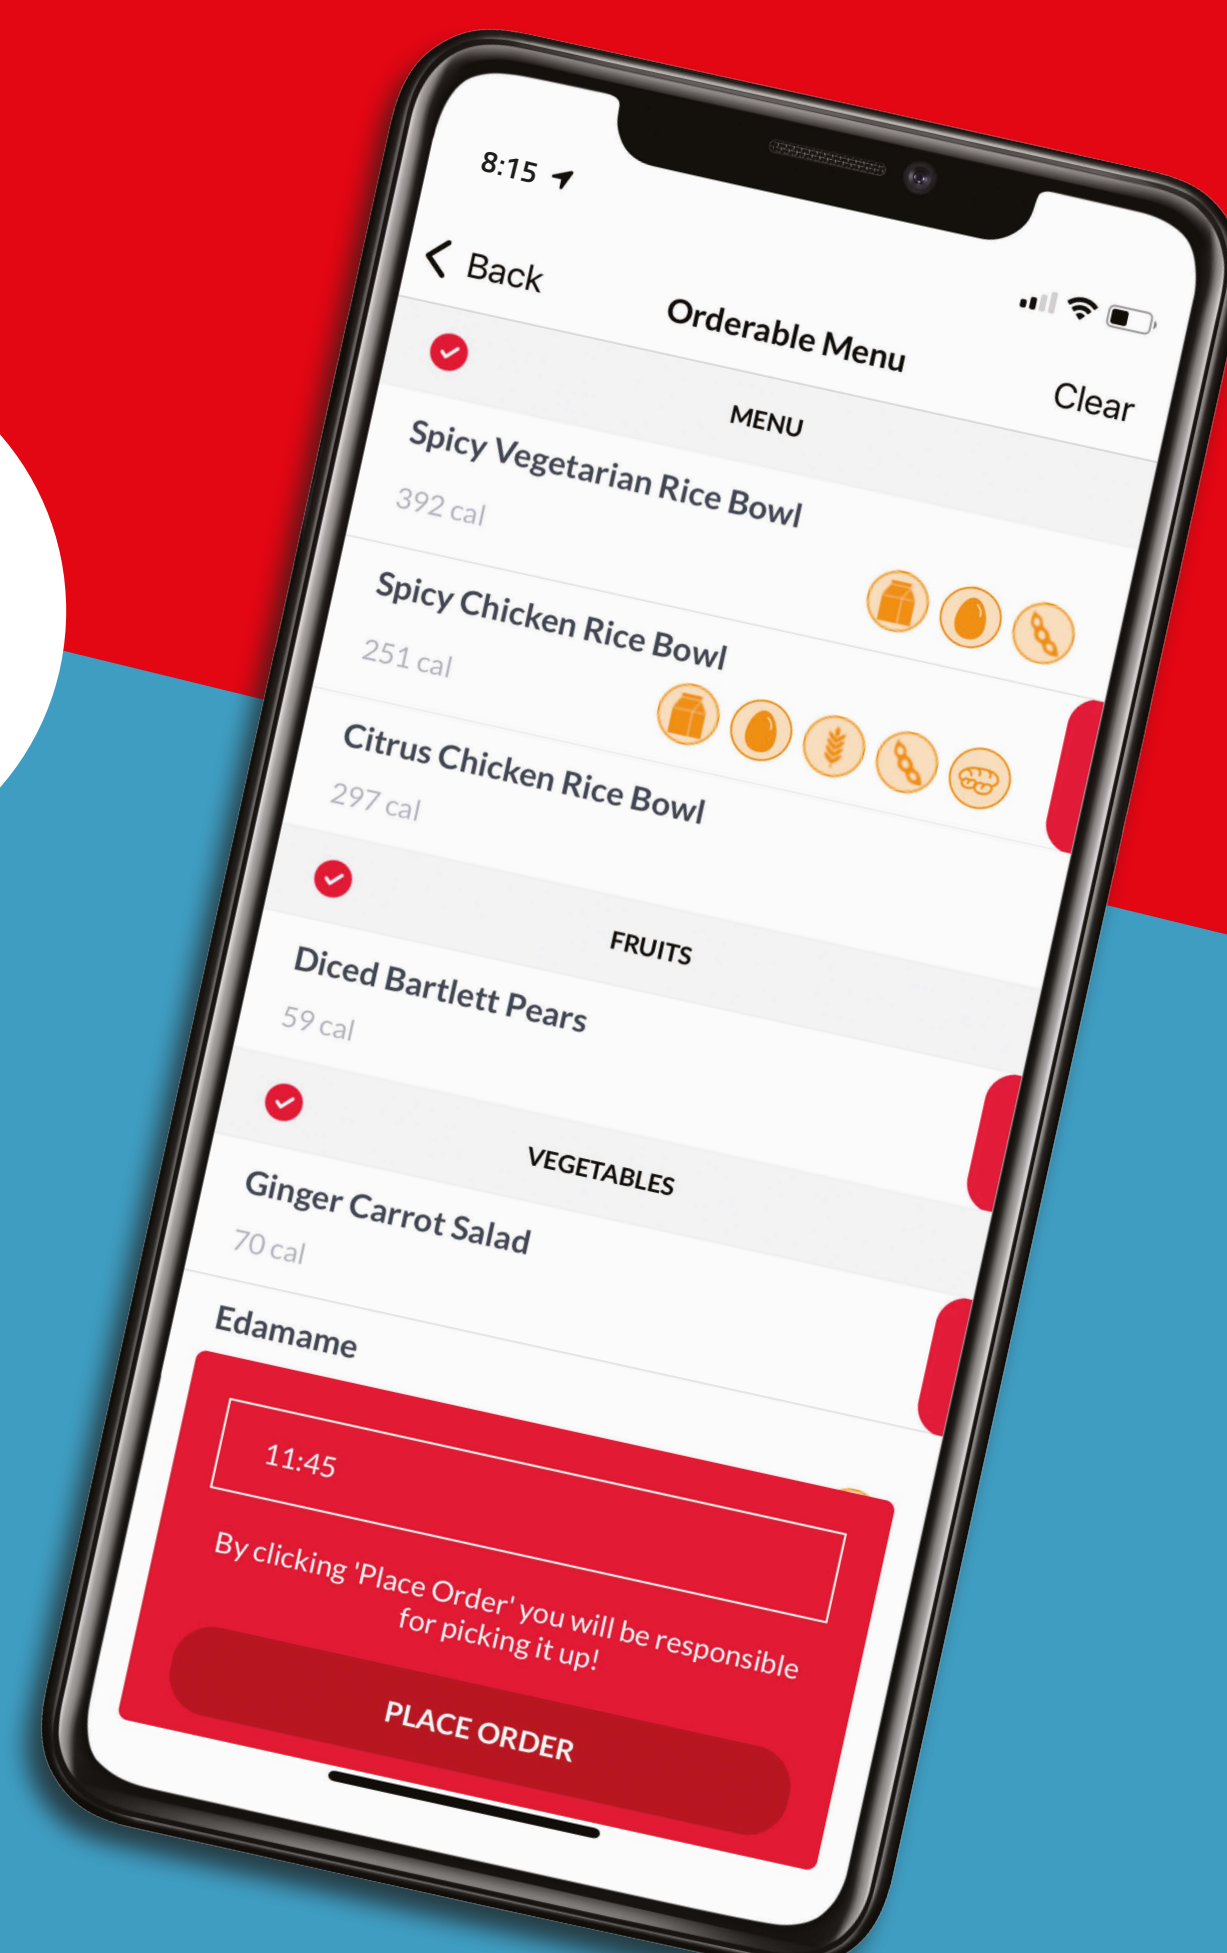 8:15
Back
Orderable Menu
Clear
MENU
Spicy Vegetarian Rice Bowl
392 cal
Spicy Chicken Rice Bowl
251 cal
Citrus Chicken Rice Bowl
297 cal
FRUITS
Diced Bartlett Pears
59 cal
VEGETABLES
Ginger Carrot Salad
70 cal
Edamame
11:45
By clicking 'Place Order' you will be responsible
for picking it up!
PLACE ORDER